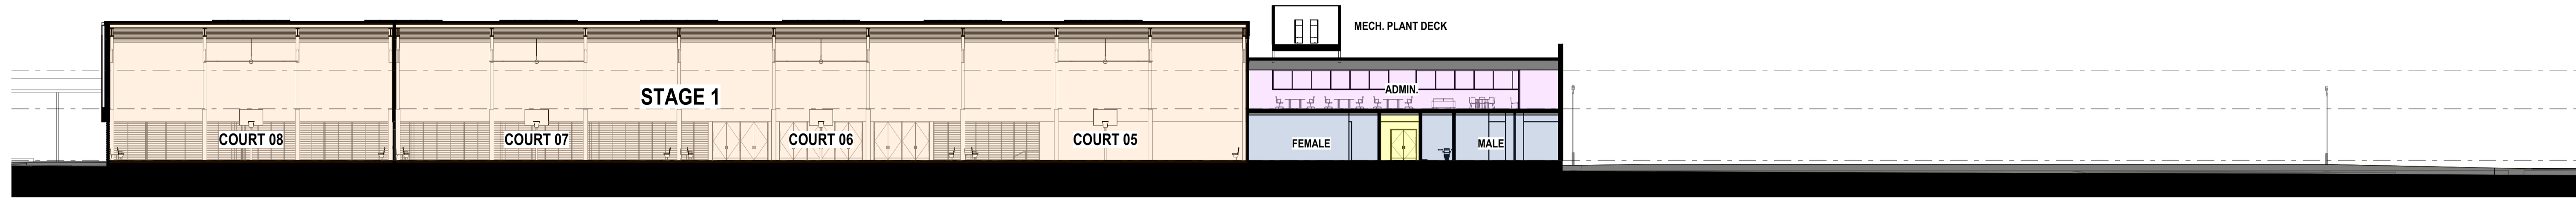 MECH. PLANT DECK
STAGE 1
ADMIN.
COURT 08
COURT 07
COURT 06
COURT 05
FEMALE
MALE